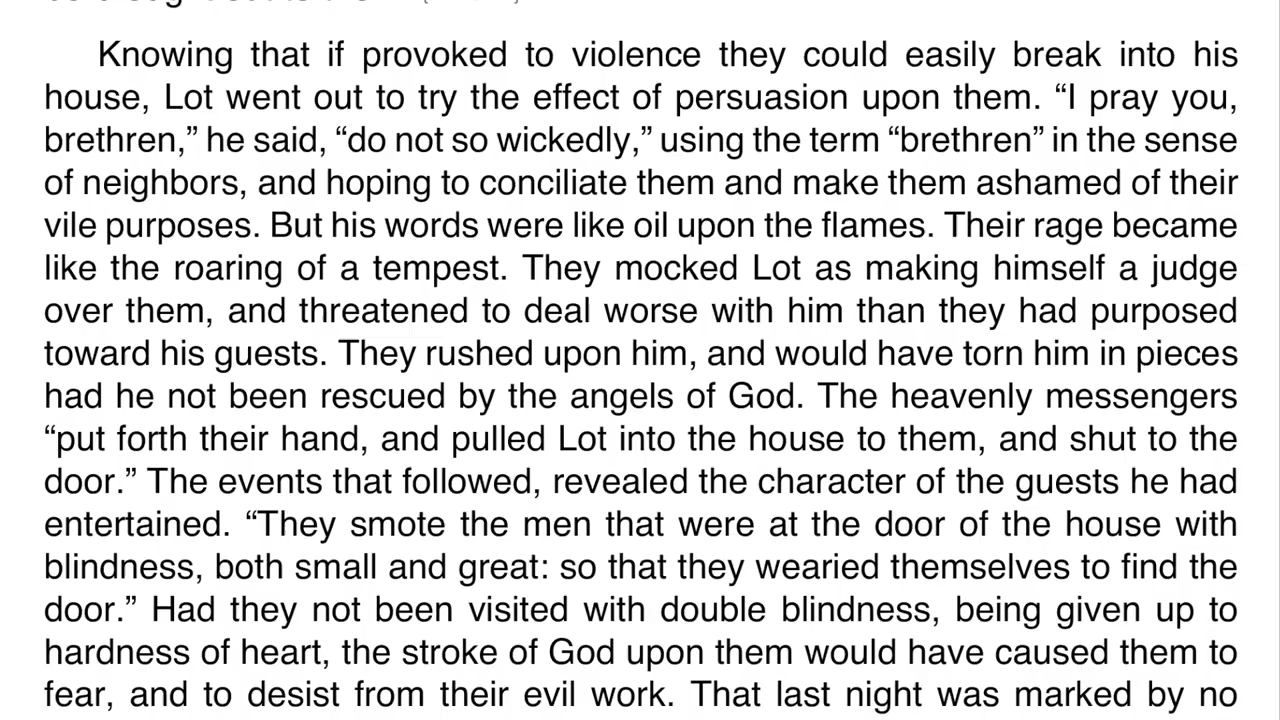 Knowing that if provoked to violence they could easily break into his
house, Lot went out to try the effect of persuasion upon them. “I pray you,
brethren,” he said, “do not so wickedly,” using the term “brethren” in the sense
of neighbors, and hoping to conciliate them and make them ashamed of their
vile purposes. But his words were like oil upon the flames. Their rage became
like the roaring of a tempest. They mocked Lot as making himself a judge
over them, and threatened to deal worse with him than they had purposed
toward his guests. They rushed upon him, and would have torn him in pieces
had he not been rescued by the angels of God. The heavenly messengers
“put forth their hand, and pulled Lot into the house to them, and shut to the
door.” The events that followed, revealed the character of the guests he had
entertained. “They smote the men that were at the door of the house with
blindness, both small and great: so that they wearied themselves to find the
door.” Had they not been visited with double blindness, being given up to
hardness of heart, the stroke of God upon them would have caused them to
fear, and to desist from their evil work. That last night was marked by no